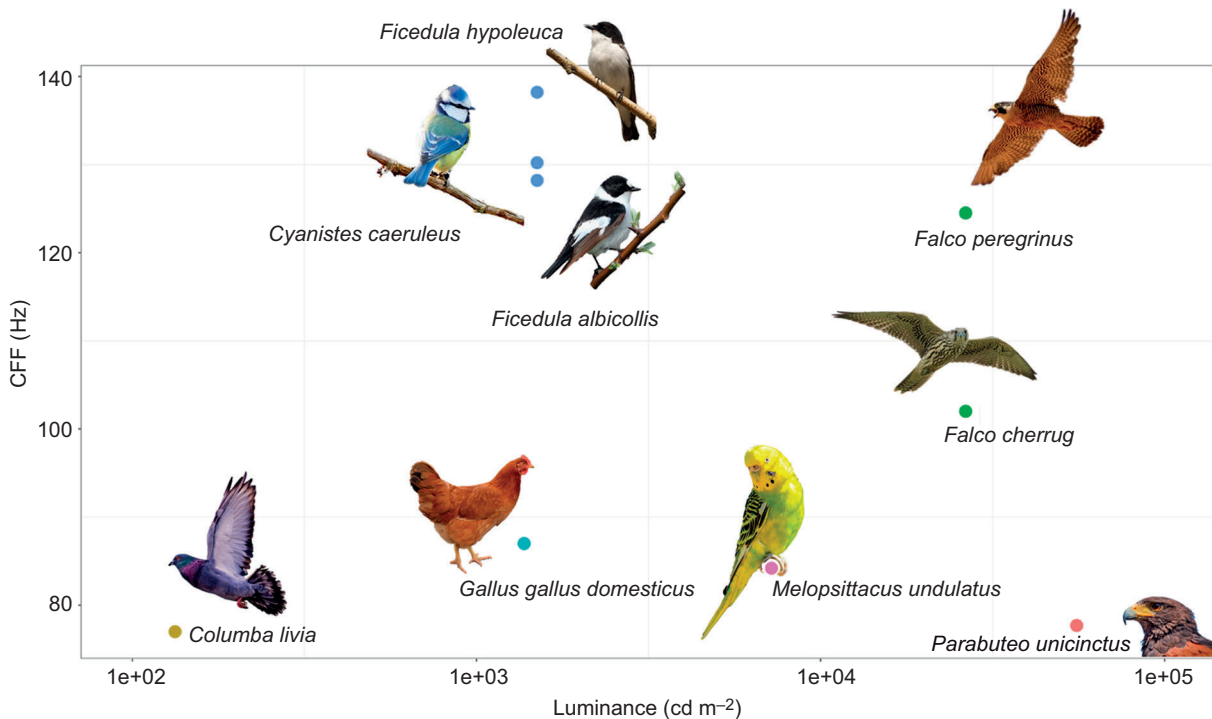 Ficedula hypoleuca
140
Cyanistes caeruleus
Falco peregrinus
120
Ficedula albicollis
CFF (Hz)
Falco cherrug
100
Gallus gallus domesticus
Melopsittacus undulatus
80
Columba livia
Parabuteo unicinctus
1e+02
1e+03
1e+04
1e+05
Luminance (cd m–2)